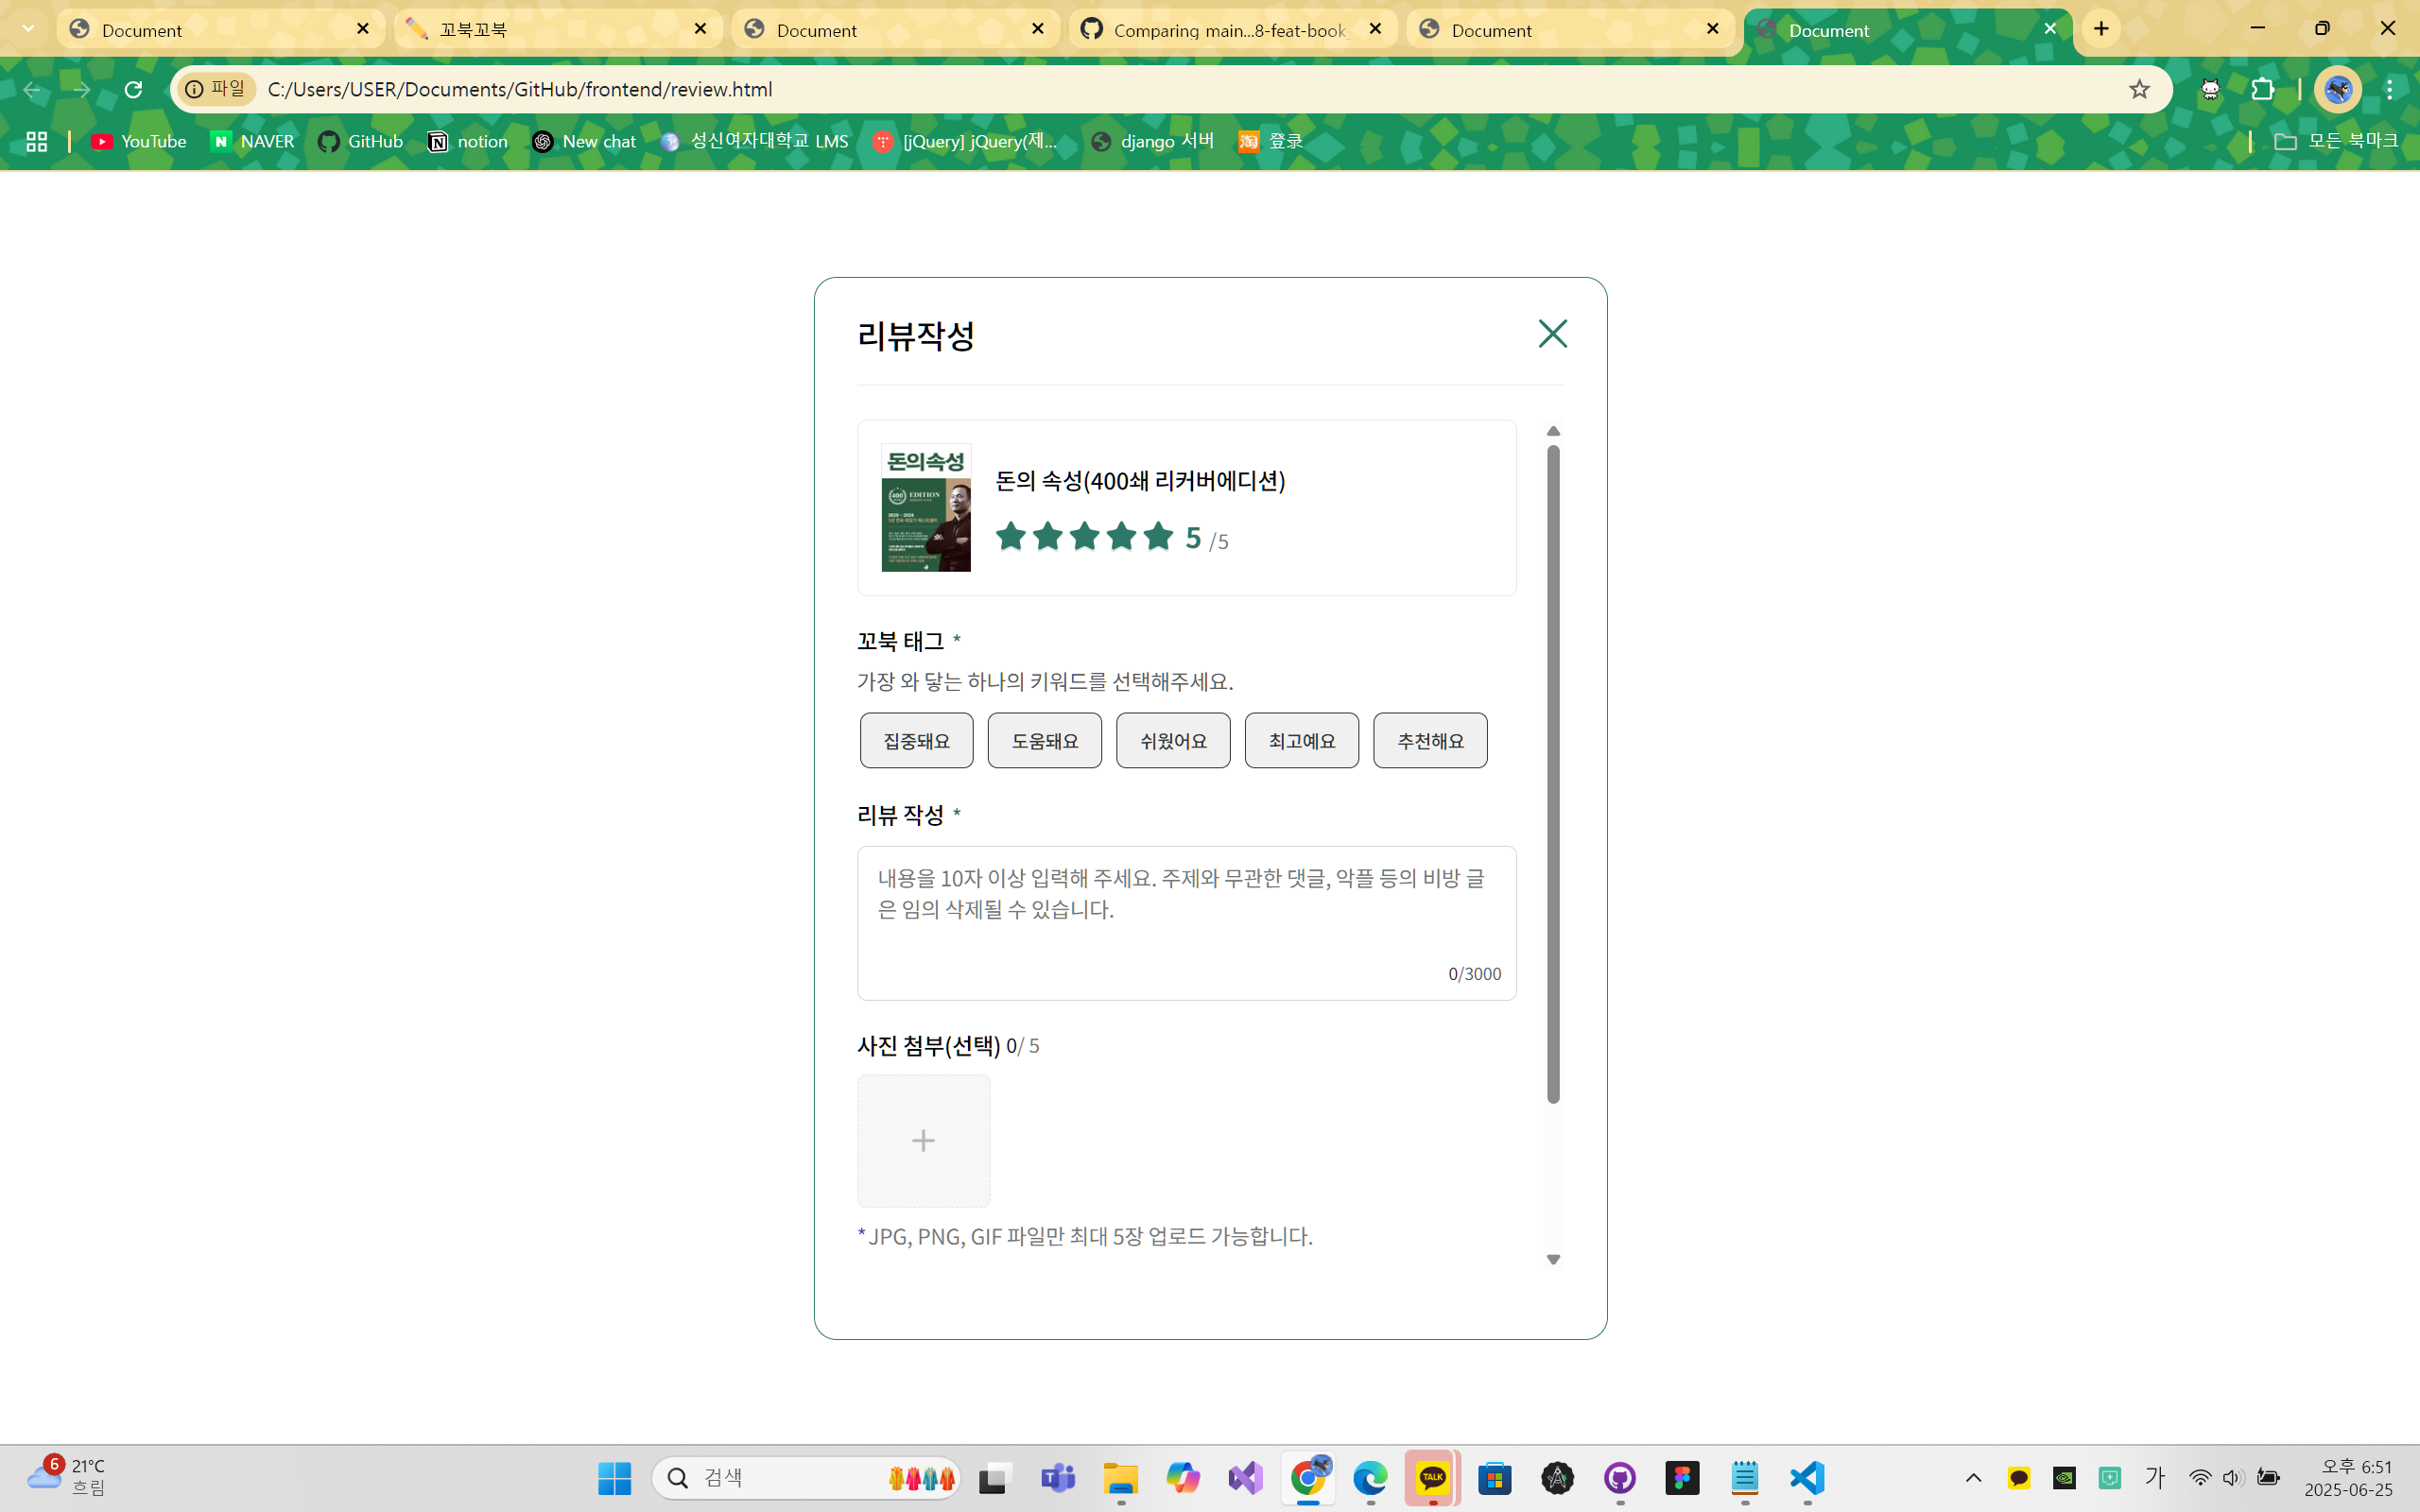 Document
꼬북꼬북
Document
Comparing main...8-feat-book
Document
Document
파일
C:/Users/USER/Documents/GitHub/frontend/review.html
YouTube
NAVER
GitHub
notion
New chat
성신여자대학교 LMS
[jQuery] jQuery(제...
django 서버
登录
모든 북마크
리뷰작성
돈의속성
400
EDITION
돈의 속성(400쇄 리커버에디션)
5 /5
꼬북 태그 *
가장 와 닿는 하나의 키워드를 선택해주세요.
집중돼요
도움돼요
쉬웠어요
최고예요
추천해요
리뷰 작성 *
내용을 10자 이상 입력해 주세요. 주제와 무관한 댓글, 악플 등의 비방 글
은 임의 삭제될 수 있습니다.
0/3000
사진 첨부(선택) 0/ 5
*JPG, PNG, GIF 파일만 최대 5장 업로드 가능합니다.
6
21°C
흐림
검색
TALK
가
오후 6:51
2025-06-25